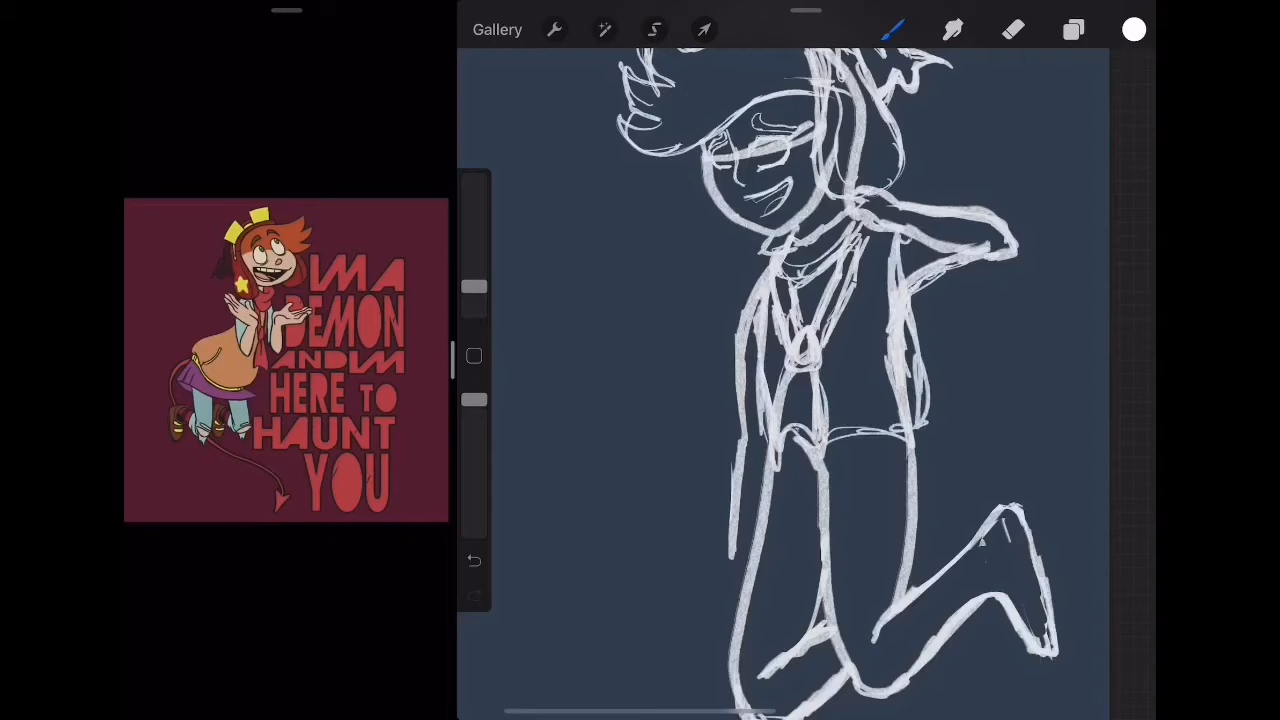 Gallery
IMA
DEMON
ANDIM
HERE TO
HAUNT
YOU